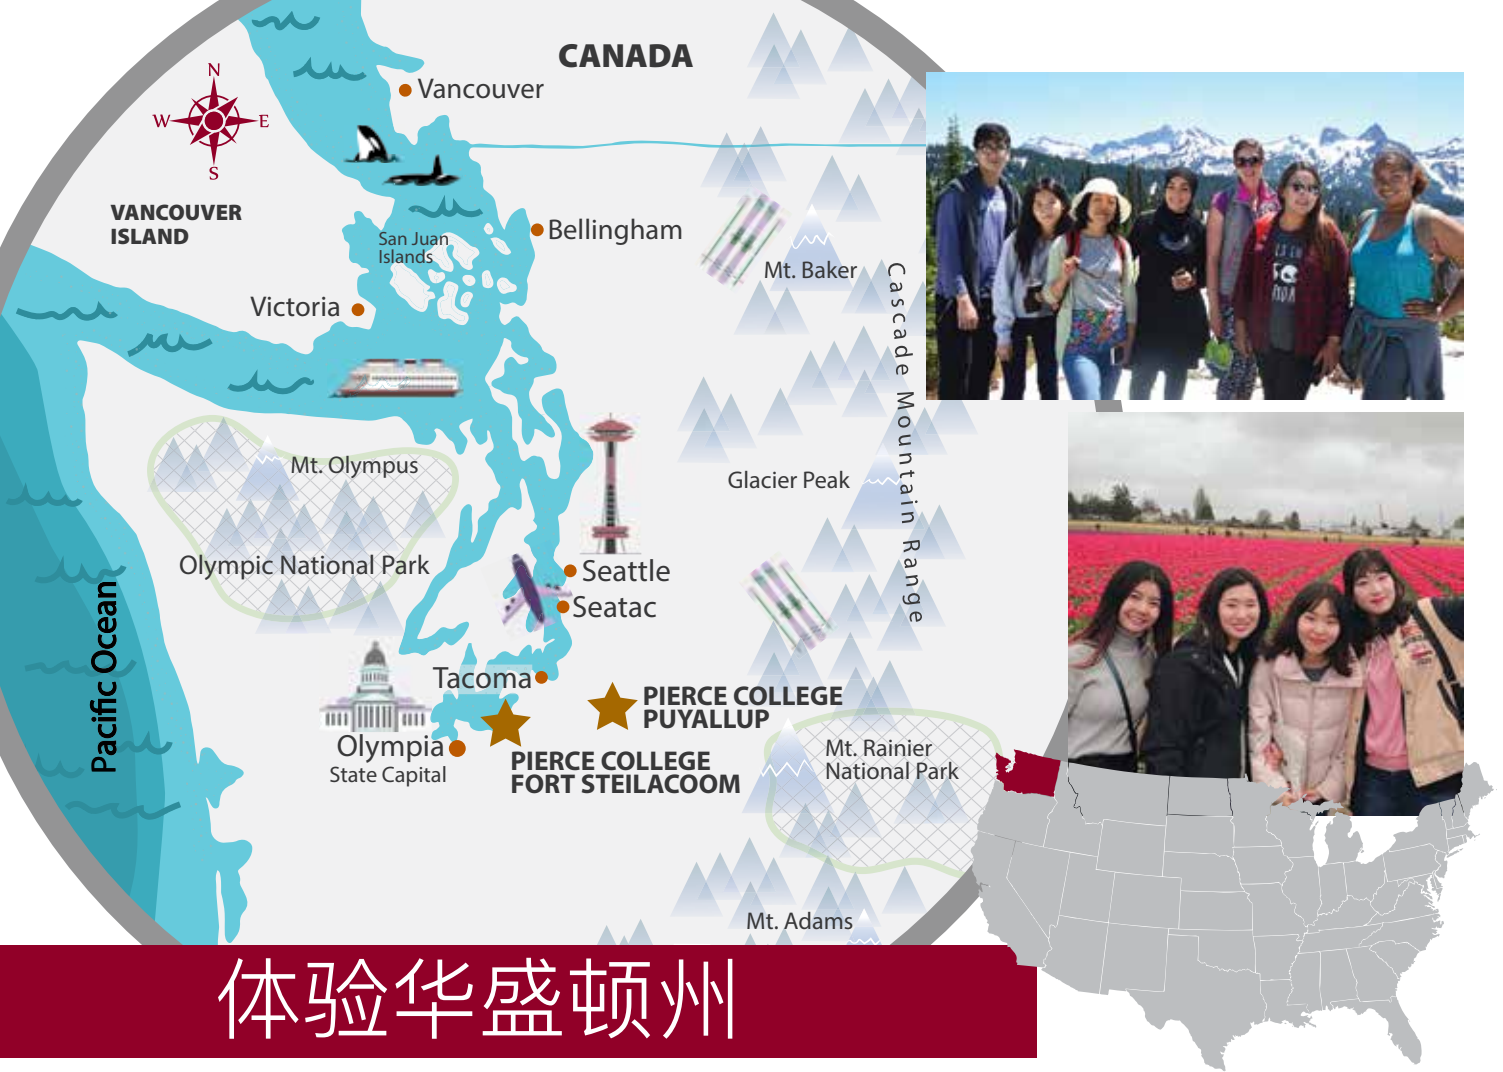 CANADA
N
W
E
S
Vancouver
VANCOUVER
ISLAND
San Juan
Islands
Bellingham
Mt. Baker
Victoria
Cascade Mountain Range
Mt. Olympus
Glacier Peak
Olympic National Park
Seattle
Seatac
Pacific Ocean
Tacoma
PIERCE COLLEGE
PUYALLUP
Olympia
State Capital
PIERCE COLLEGE
FORT STEILACOOM
Mt. Rainier
National Park
Mt. Adams
体验华盛顿州